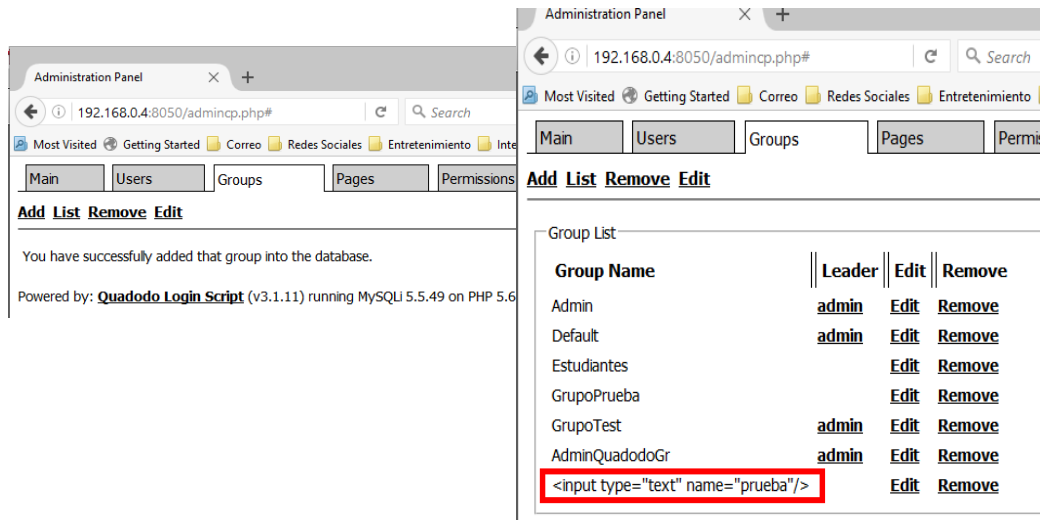 Administration Panel
192.168.0.4:8050/admincp.php#
Search
Most Visited Getting Started Correo Redes Sociales Entretenimiento Inte
Main Users Groups Pages Permissions
Add List Remove Edit
You have successfully added that group into the database.
Powered by: Quadodo Login Script (v3.1.11) running MySQLi 5.5.49 on PHP 5.6
Administration Panel
192.168.0.4:8050/admincp.php#
Search
Most Visited Getting Started Correo Redes Sociales Entretenimiento
Main Users Groups Pages Permis
Add List Remove Edit
Group List
Group Name Leader Edit Remove
Admin admin Edit Remove
Default admin Edit Remove
Estudiantes Edit Remove
GrupoPrueba Edit Remove
GrupoTest admin Edit Remove
AdminQuadodoGr admin Edit Remove
<input type="text" name="prueba"/> Edit Remove